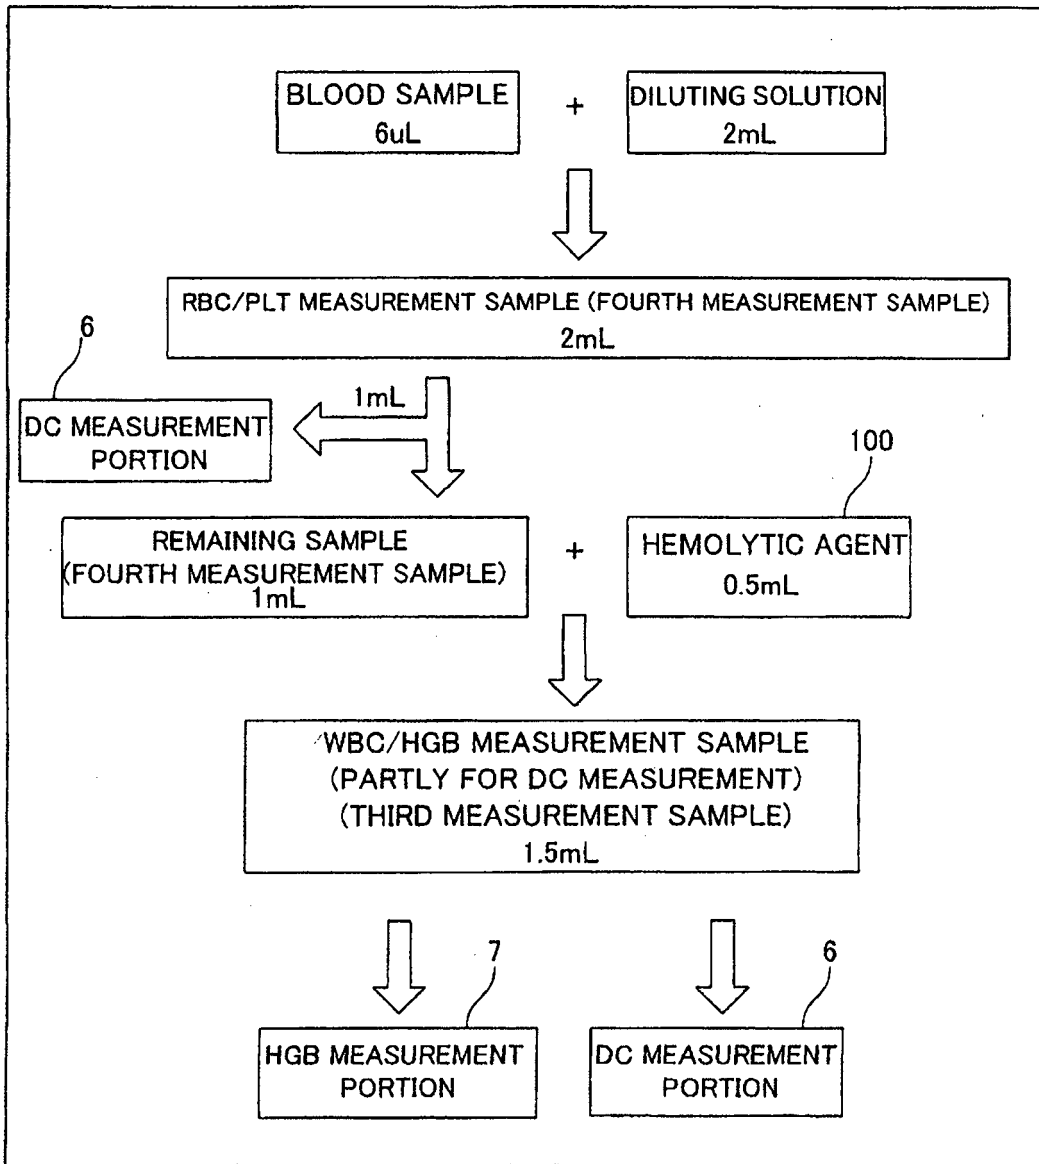 BLOOD SAMPLE
6uL
+
DILUTING SOLUTION
2mL
RBC/PLT MEASUREMENT SAMPLE (FOURTH MEASUREMENT SAMPLE)
2mL
6
1mL
DC MEASUREMENT
PORTION
100
REMAINING SAMPLE
(FOURTH MEASUREMENT SAMPLE)
1mL
+
HEMOLYTIC AGENT
0.5mL
WBC/HGB MEASUREMENT SAMPLE
(PARTLY FOR DC MEASUREMENT)
(THIRD MEASUREMENT SAMPLE)
1.5mL
7
HGB MEASUREMENT
PORTION
6
DC MEASUREMENT
PORTION